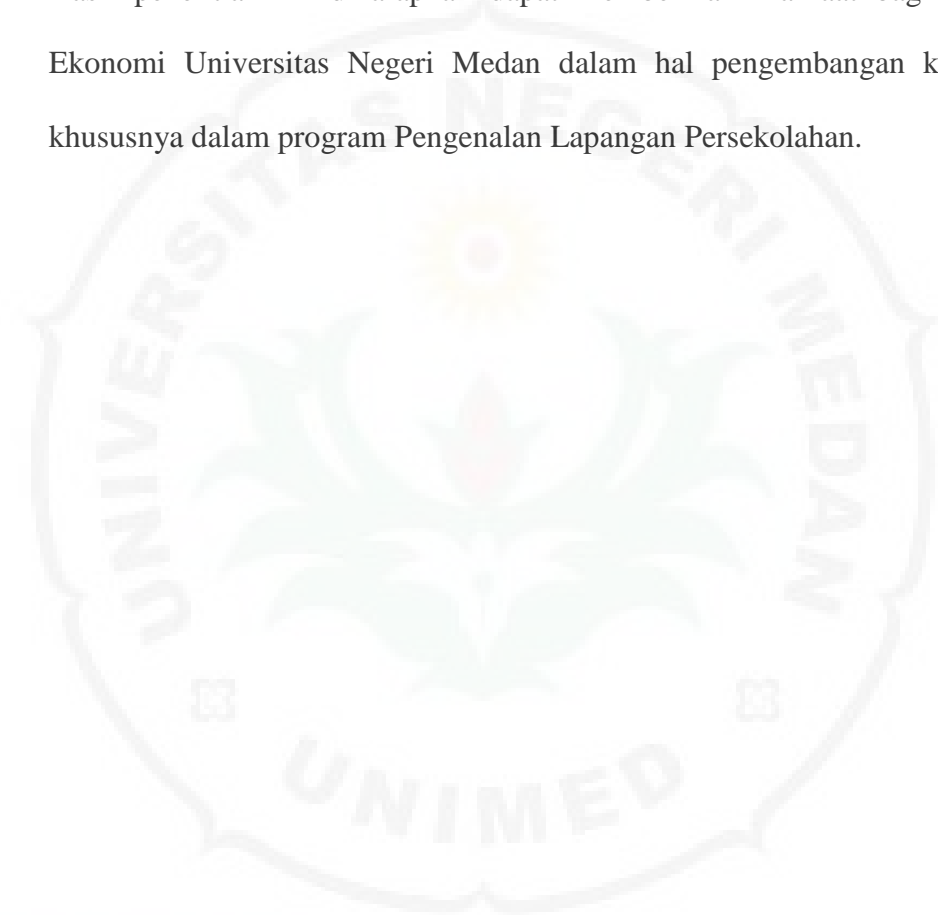 Ekonomi Universitas Negeri Medan dalam hal pengembangan k
khususnya dalam program Pengenalan Lapangan Persekolahan.
UNIVERSITAS NEGERI MEDAN
UNIMED